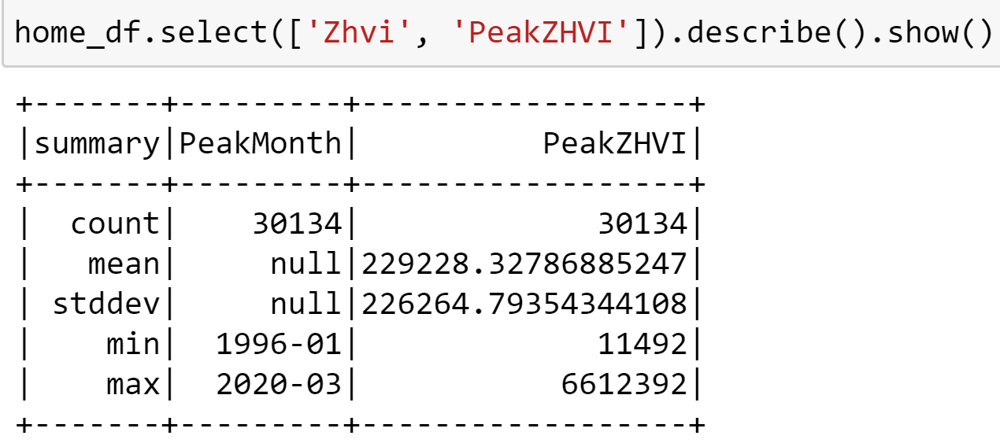 home_df.select(['Zhvi', 'PeakZHVI']).describe().show()
+-------+---------+------------------+
|summary|PeakMonth|          PeakZHVI|
+-------+---------+------------------+
|  count|    30134|             30134|
|   mean|     null|229228.32786885247|
| stddev|     null|226264.79354344108|
|    min|  1996-01|             11492|
|    max|  2020-03|           6612392|
+-------+---------+------------------+